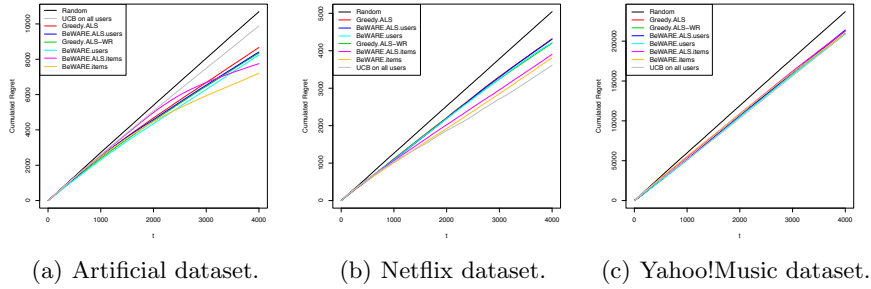 Random
UCB on all users
Greedy.ALS
BeWARE.ALS.users
Greedy.ALS−WR
BeWARE.users
BeWARE.ALS.items
BeWARE.items
Cumulated Regret
0 2000 4000 6000 8000 10000
0 1000 2000 3000 4000
t
(a) Artificial dataset.
Random
Greedy.ALS
BeWARE.ALS.users
Greedy.ALS−WR
BeWARE.users
BeWARE.ALS.items
BeWARE.items
UCB on all users
Cumulated Regret
0 1000 2000 3000 4000 5000
0 1000 2000 3000 4000
t
(b) Netflix dataset.
Random
Greedy.ALS
Greedy.ALS−WR
BeWARE.ALS.users
BeWARE.users
BeWARE.ALS.items
BeWARE.items
UCB on all users
Cumulated Regret
0 50000 100000 150000 200000
0 1000 2000 3000 4000
t
(c) Yahoo!Music dataset.